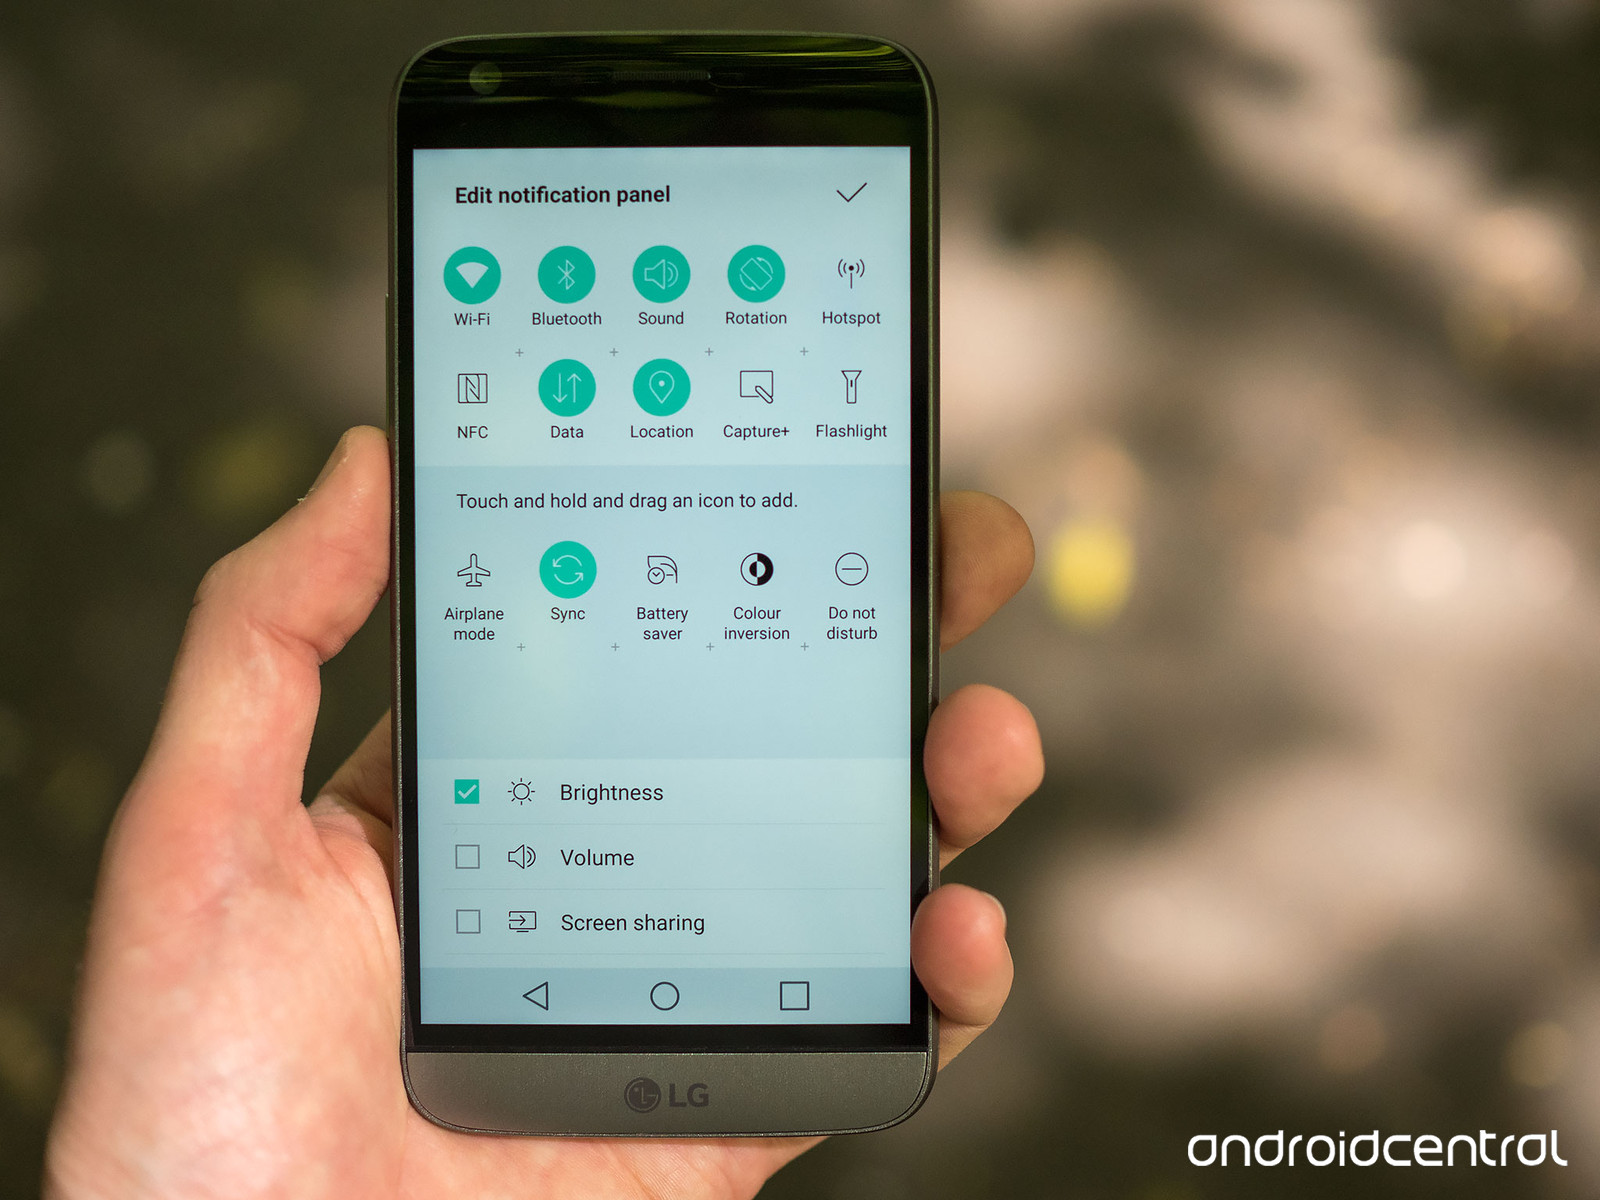 Edit notification panel
Wi-Fi Bluetooth Sound Rotation Hotspot
NFC Data Location Capture+ Flashlight
Touch and hold and drag an icon to add.
Airplane Sync Battery Colour Do not
mode saver inversion disturb
Brightness
Volume
Screen sharing
LG
androidcentral